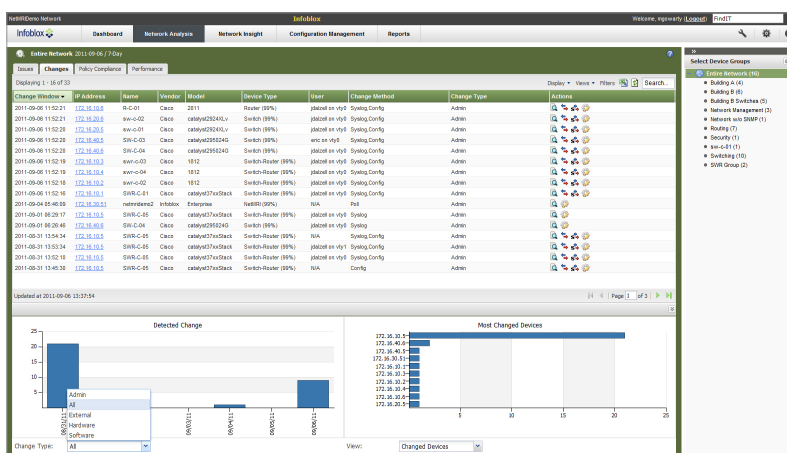 NetMRIDemo Network Infoblox Welcome, mgowarty (Logout) FindIT
Infoblox Dashboard Network Analysis Network Insight Configuration Management Reports
Entire Network 2011-09-06 / 7-Day
Issues Changes Policy Compliance Performance
Displaying 1 - 16 of 33 Display Views Filters Search...
Change Window IP Address Name Vendor Model Device Type User Change Method Change Type Actions
2011-09-06 11:52:21 172.16.10.6 R-C-01 Cisco 2811 Router (99%) jdalzell on vty0 Syslog,Config Admin
2011-09-06 11:52:21 172.16.20.6 sw-c-02 Cisco catalyst2924XLv Switch (99%) jdalzell on vty0 Syslog,Config Admin
2011-09-06 11:52:20 172.16.20.5 sw-c-01 Cisco catalyst2924XLv Switch (99%) jdalzell on vty0 Syslog,Config Admin
2011-09-06 11:52:20 172.16.40.5 SW-C-03 Cisco catalyst295024G Switch (99%) eric on vty0 Syslog,Config Admin
2011-09-06 11:52:20 172.16.40.6 SW-C-04 Cisco catalyst295024G Switch (99%) jdalzell on vty0 Syslog,Config Admin
2011-09-06 11:52:19 172.16.10.3 swr-c-03 Cisco 1812 Switch-Router (99%) jdalzell on vty0 Syslog,Config Admin
2011-09-06 11:52:19 172.16.10.4 swr-c-04 Cisco 1812 Switch-Router (99%) jdalzell on vty0 Syslog,Config Admin
2011-09-06 11:52:18 172.16.10.2 swr-c-02 Cisco 1812 Switch-Router (99%) jdalzell on vty0 Syslog,Config Admin
2011-09-06 11:52:16 172.16.10.1 SWR-C-01 Cisco catalyst37xxStack Switch-Router (99%) jdalzell on vty0 Syslog,Config Admin
2011-09-04 05:46:09 172.16.30.51 netmridemo2 Infoblox Enterprise NetMRI (99%) N/A Poll Admin
2011-09-01 06:29:17 172.16.10.5 SWR-C-05 Cisco catalyst37xxStack Switch-Router (99%) jdalzell on vty0 Syslog Admin
2011-09-01 06:26:46 172.16.40.6 SW-C-04 Cisco catalyst295024G Switch (99%) jdalzell on vty0 Syslog Admin
2011-08-31 13:54:34 172.16.10.5 SWR-C-05 Cisco catalyst37xxStack Switch-Router (99%) jdalzell on vty0 Syslog,Config Admin
2011-08-31 13:53:34 172.16.10.5 SWR-C-05 Cisco catalyst37xxStack Switch-Router (99%) jdalzell on vty1 Syslog,Config Admin
2011-08-31 13:52:10 172.16.10.5 SWR-C-05 Cisco catalyst37xxStack Switch-Router (99%) jdalzell on vty0 Syslog,Config Admin
2011-08-31 13:45:30 172.16.10.5 SWR-C-05 Cisco catalyst37xxStack Switch-Router (99%) N/A Config Admin
Updated at 2011-09-06 13:37:54 Page 1 of 3
Select Device Groups
Entire Network (16)
Building A (4)
Building B (6)
Building B Switches (5)
Network Management (3)
Network w/o SNMP (1)
Routing (7)
Security (1)
sw-c-01 (1)
Switching (10)
SWR Group (2)
Detected Change
25
20
15
10
5
08/31/11 09/03/11 09/04/11 09/05/11 09/06/11
Admin
All
External
Hardware
Software
Change Type: All
Most Changed Devices
172.16.10.5
172.16.40.6
172.16.40.5
172.16.30.51
172.16.10.1
172.16.10.3
172.16.10.2
172.16.10.4
172.16.10.6
172.16.20.5
5 10 15 20 25
View: Changed Devices